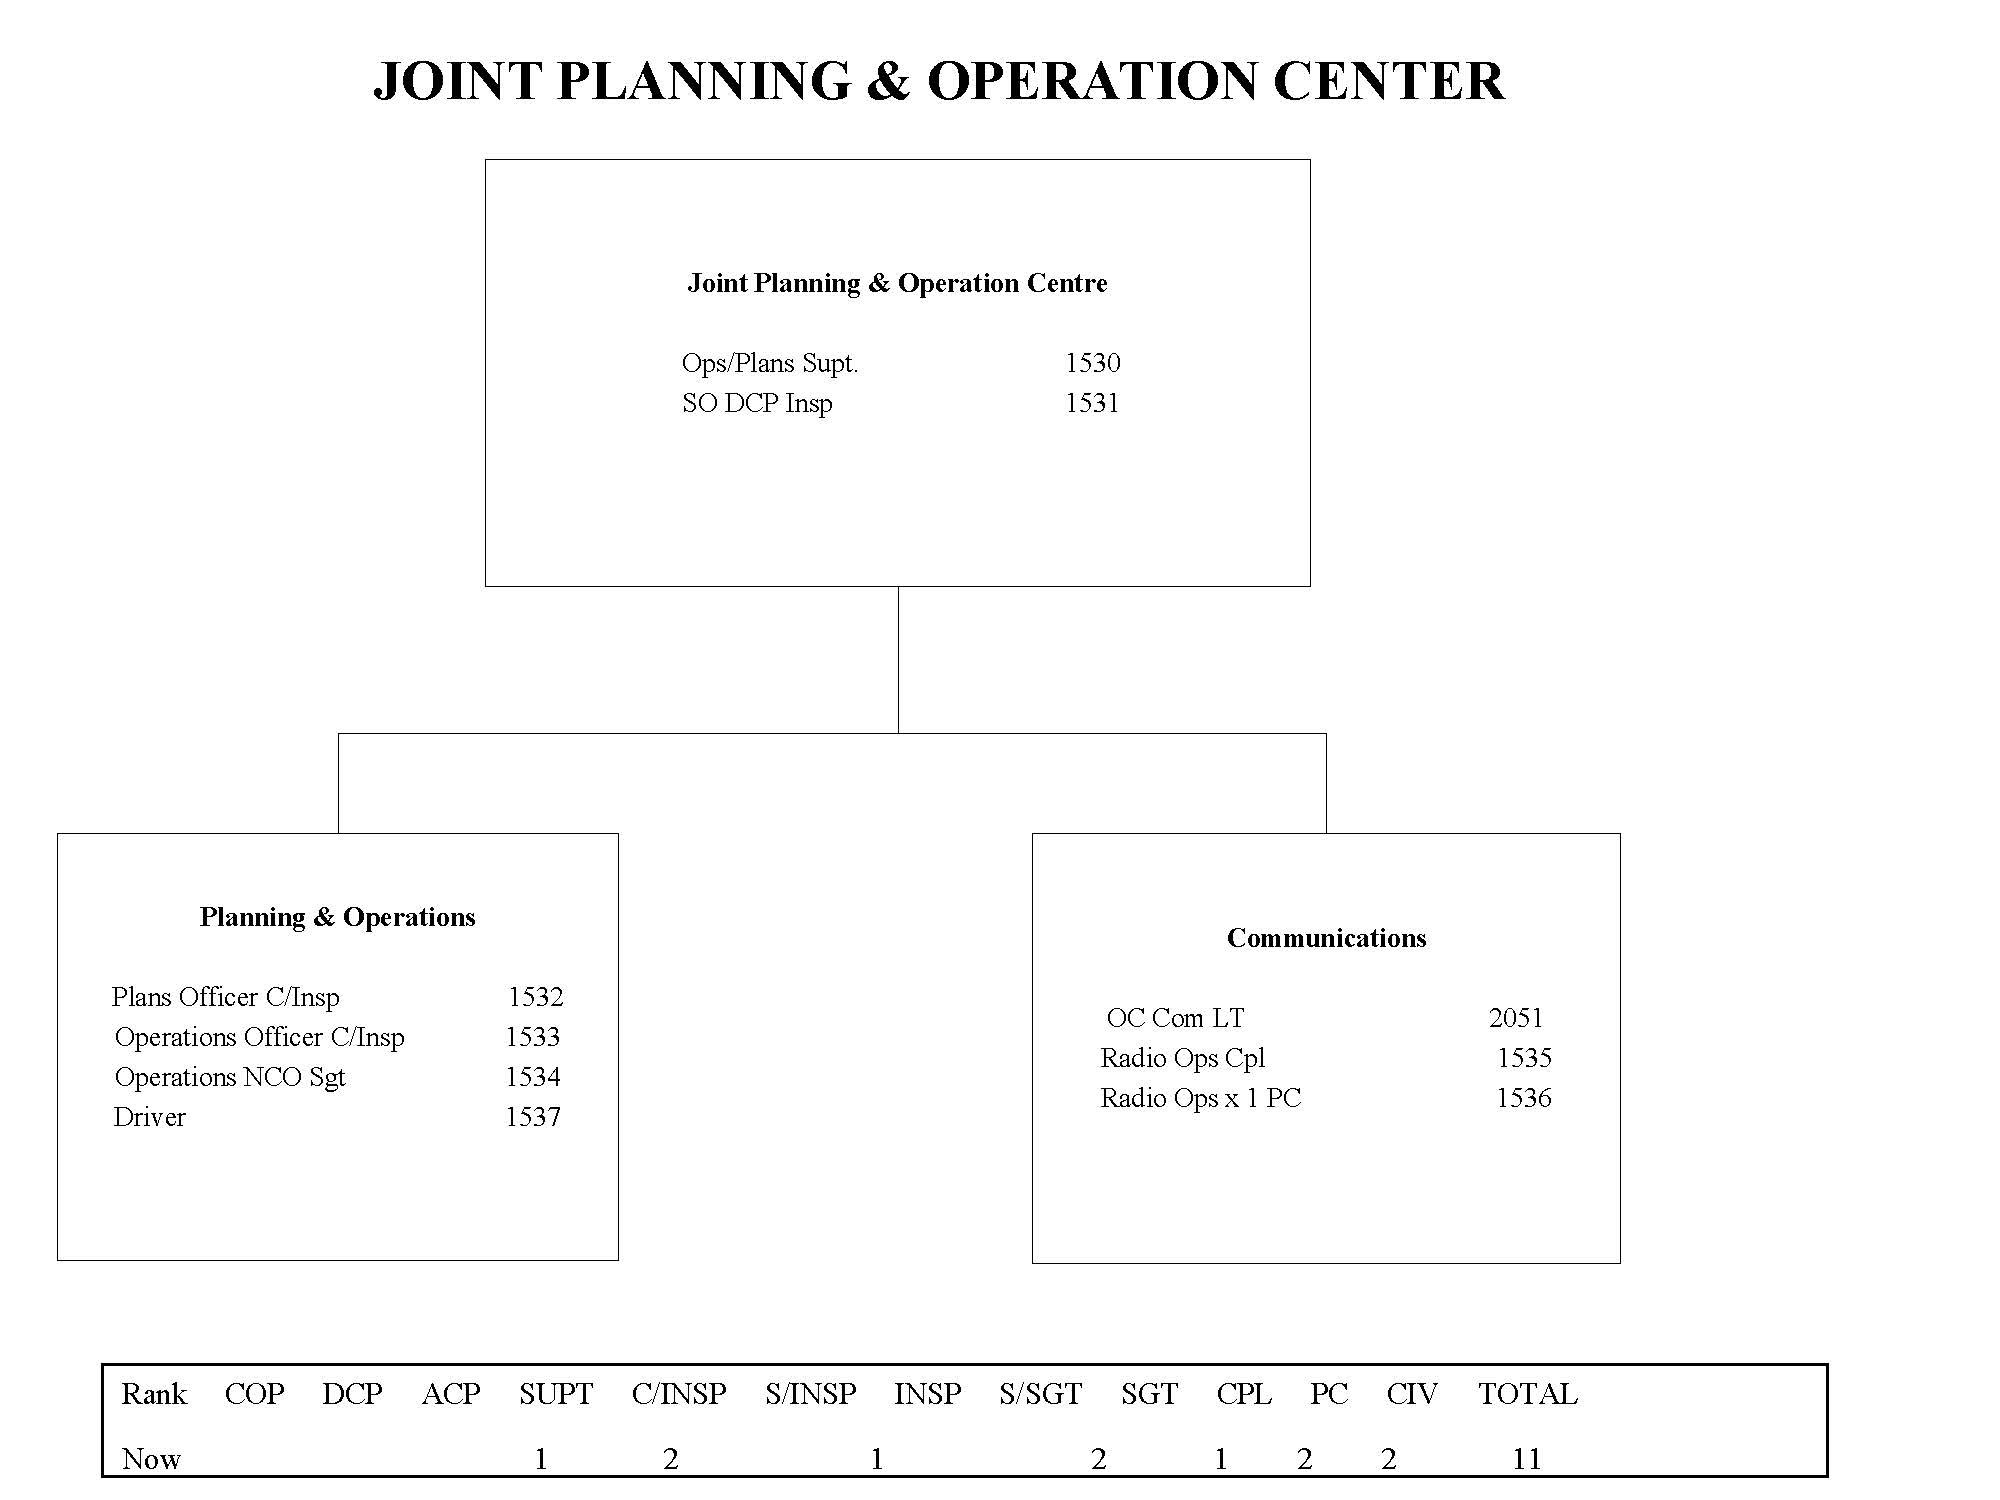 JOINT PLANNING & OPERATION CENTER
Joint Planning & Operation Centre
Ops/Plans Supt. 1530
SO DCP Insp 1531
Planning & Operations
Plans Officer C/Insp 1532
Operations Officer C/Insp 1533
Operations NCO Sgt 1534
Driver 1537
Communications
OC Com LT 2051
Radio Ops Cpl 1535
Radio Ops x 1 PC 1536
Rank COP DCP ACP SUPT C/INSP S/INSP INSP S/SGT SGT CPL PC CIV TOTAL
Now 1 2 1 2 1 2 2 11